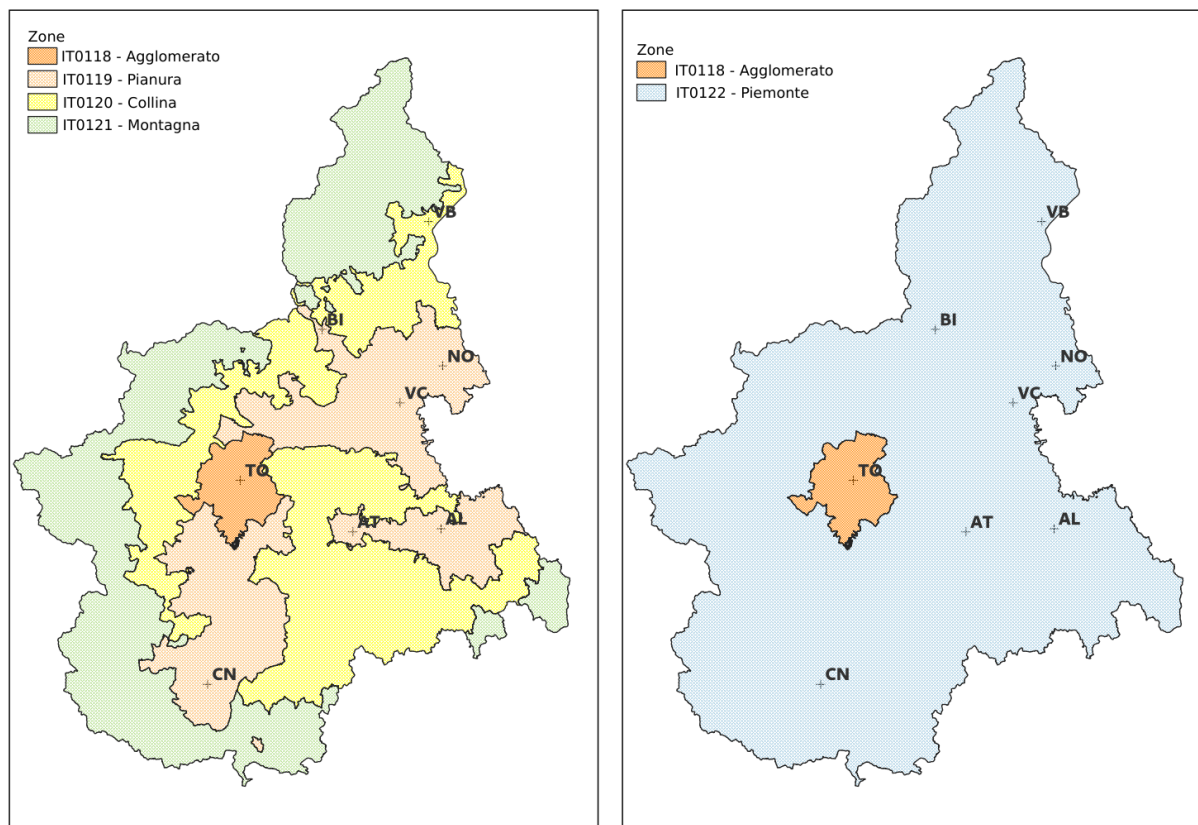 Zone
IT0118 - Agglomerato
IT0119 - Pianura
IT0120 - Collina
IT0121 - Montagna
VB
BI
NO
VC
TO
AT
AL
CN
Zone
IT0118 - Agglomerato
IT0122 - Piemonte
VB
BI
NO
VC
TO
AT
AL
CN